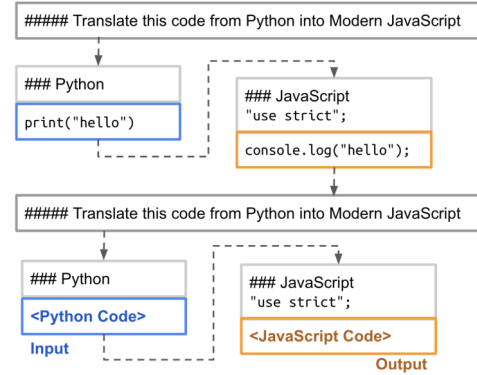 ##### Translate this code from Python into Modern JavaScript
### Python
print("hello")
### JavaScript
"use strict";
console.log("hello");
##### Translate this code from Python into Modern JavaScript
### Python
<Python Code>
Input
### JavaScript
"use strict";
<JavaScript Code>
Output